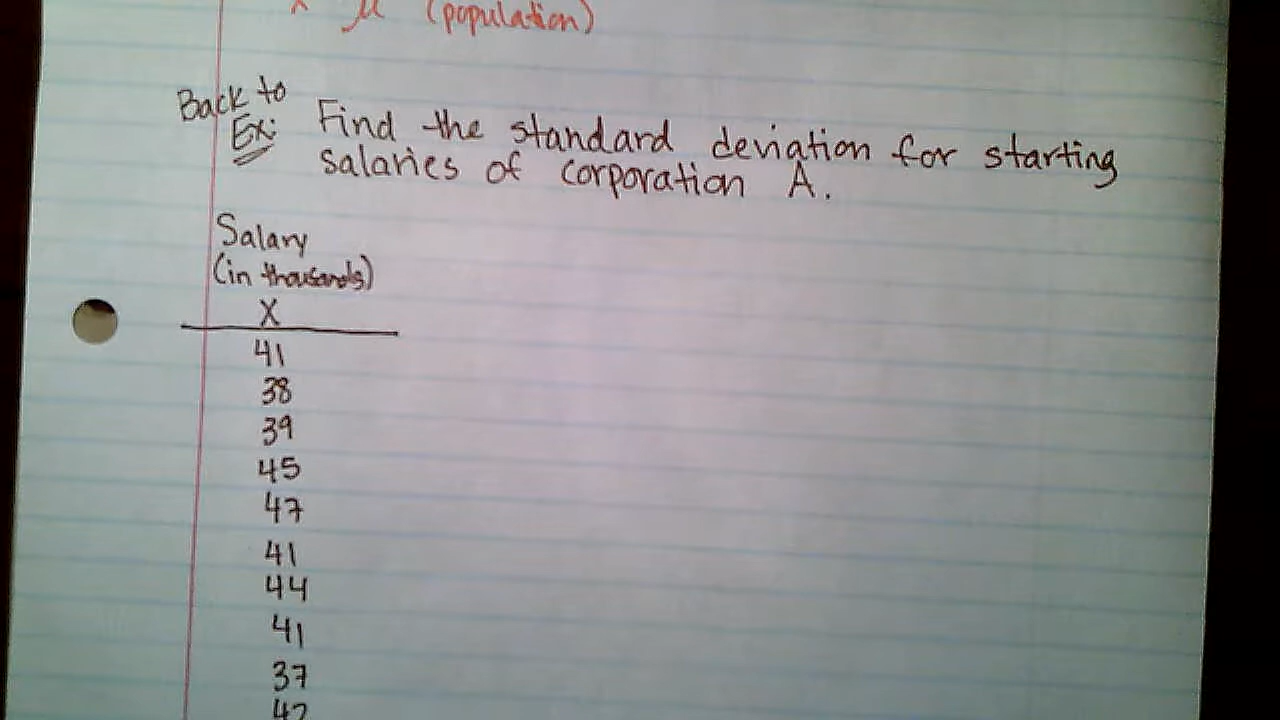 μ (population)
Back to
Ex: Find the standard deviation for starting
salaries of corporation A.
Salary
(in thousands)
X
41
38
39
45
47
41
44
41
37
42